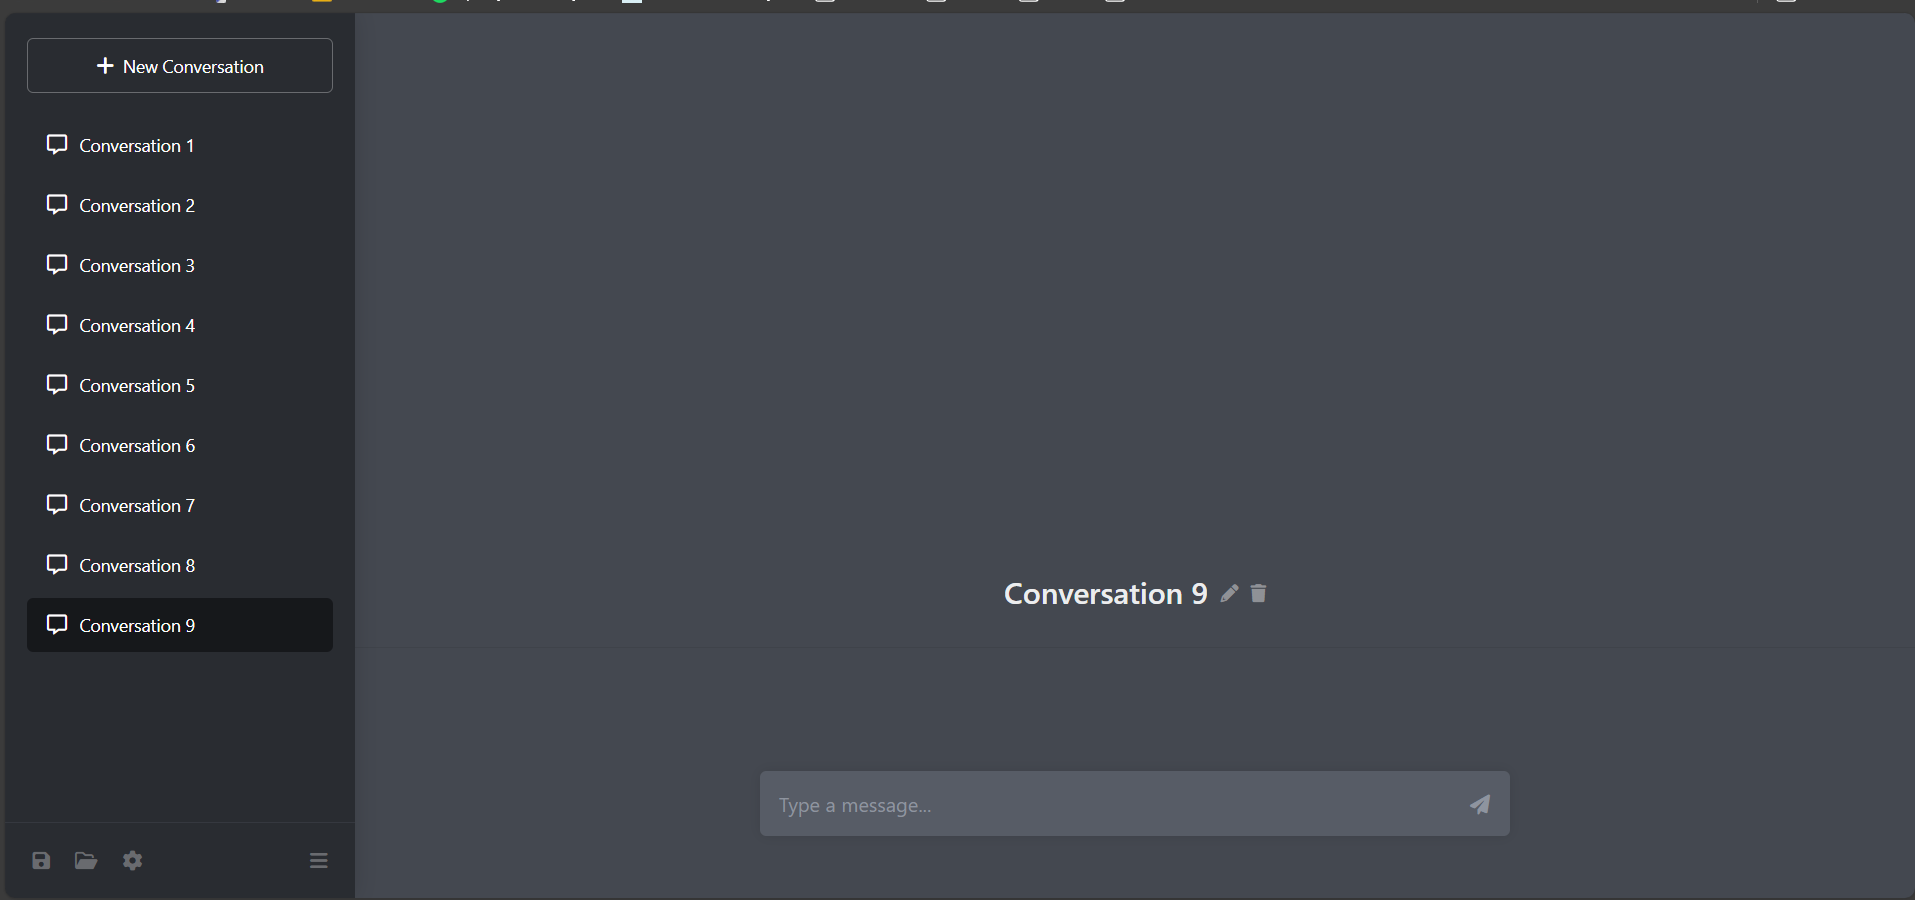 New Conversation
Conversation 1
Conversation 2
Conversation 3
Conversation 4
Conversation 5
Conversation 6
Conversation 7
Conversation 8
Conversation 9
Conversation 9
Type a message...